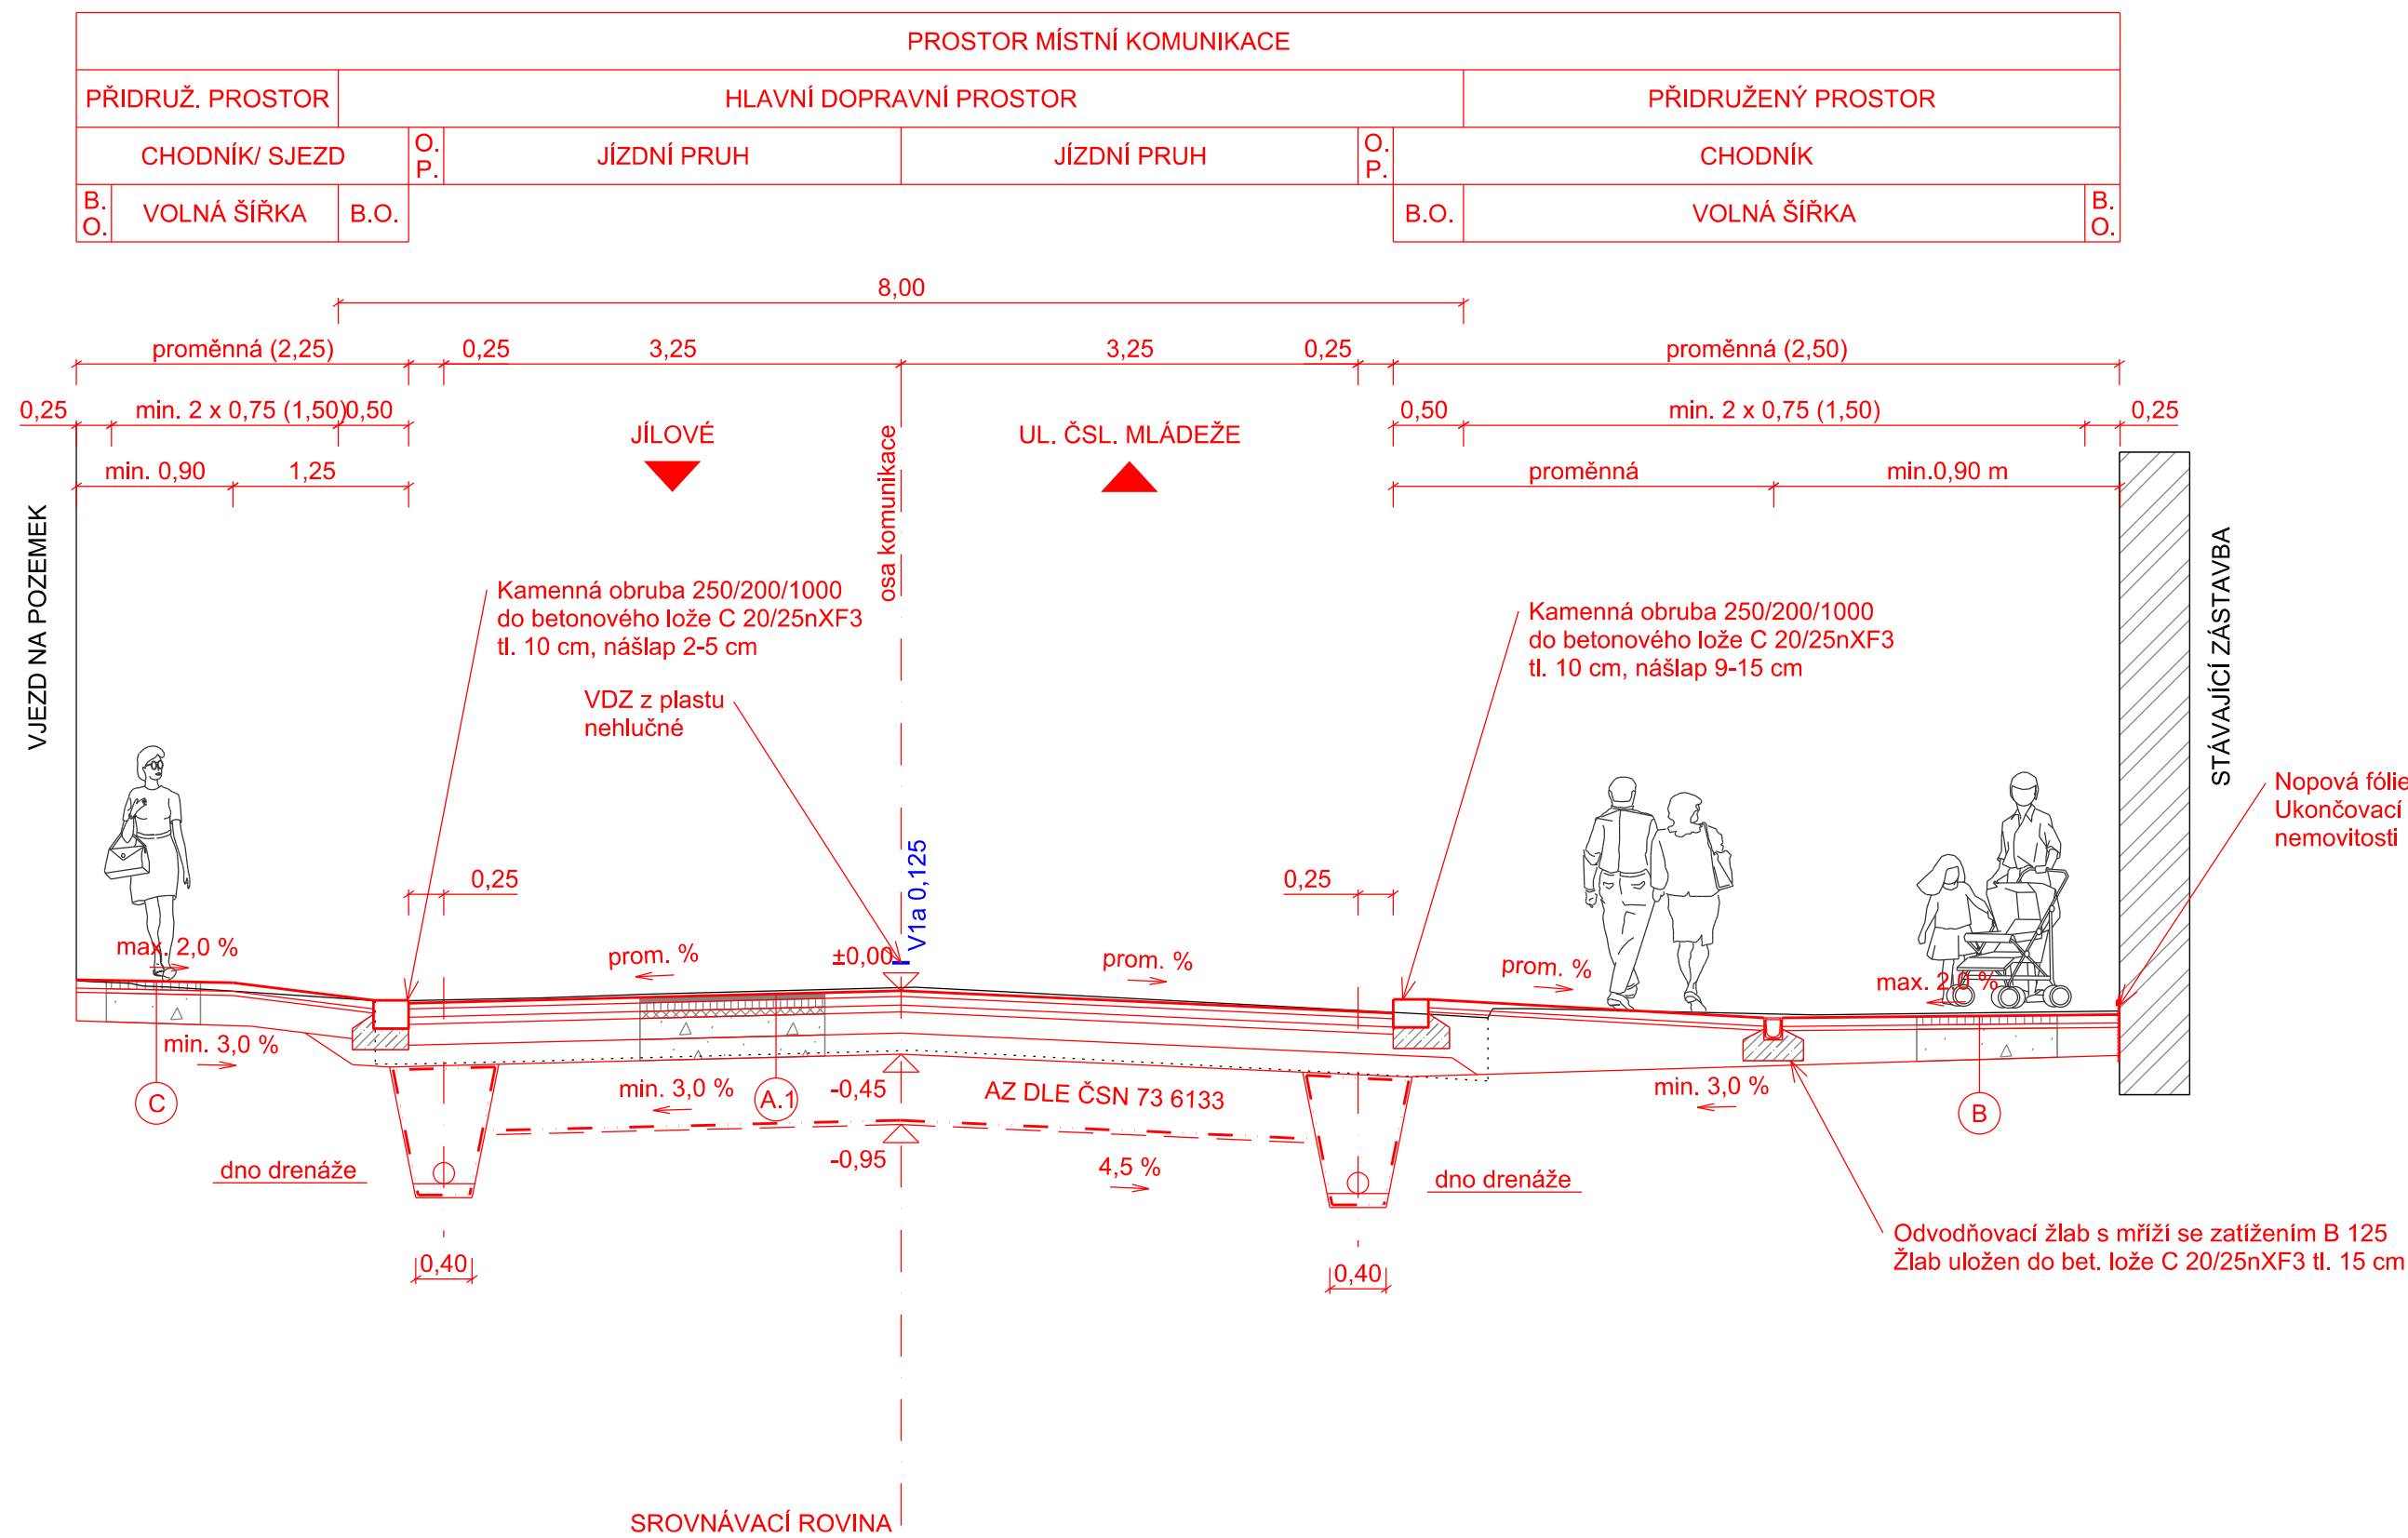 PROSTOR MÍSTNÍ KOMUNIKACE
PŘIDRUŽ. PROSTOR
HLAVNÍ DOPRAVNÍ PROSTOR
PŘIDRUŽENÝ PROSTOR
CHODNÍK/ SJEZD
O.
P.
JÍZDNÍ PRUH
JÍZDNÍ PRUH
O.
P.
CHODNÍK
B.
O.
VOLNÁ ŠÍŘKA
B.O.
B.O.
VOLNÁ ŠÍŘKA
B.
O.
8,00
proměnná (2,25)
0,25
3,25
3,25
0,25
proměnná (2,50)
0,25
min. 2 x 0,75 (1,50)
0,50
0,50
min. 2 x 0,75 (1,50)
0,25
JÍLOVÉ
UL. ČSL. MLÁDEŽE
min. 0,90
1,25
proměnná
min.0,90 m
osa komunikace
VJEZD NA POZEMEK
STÁVAJÍCÍ ZÁSTAVBA
Kamenná obruba 250/200/1000
do betonového lože C 20/25nXF3
tl. 10 cm, nášlap 2-5 cm
Kamenná obruba 250/200/1000
do betonového lože C 20/25nXF3
tl. 10 cm, nášlap 9-15 cm
VDZ z plastu
nehlučné
Nopová fólie
Ukončovací
nemovitosti
0,25
V1a 0,125
0,25
max. 2,0 %
prom. %
±0,00
prom. %
prom. %
max. 2,0 %
min. 3,0 %
C
min. 3,0 %
A.1
-0,45
AZ DLE ČSN 73 6133
min. 3,0 %
B
dno drenáže
-0,95
4,5 %
dno drenáže
0,40
0,40
Odvodňovací žlab s mříží se zatížením B 125
Žlab uložen do bet. lože C 20/25nXF3 tl. 15 cm
SROVNÁVACÍ ROVINA